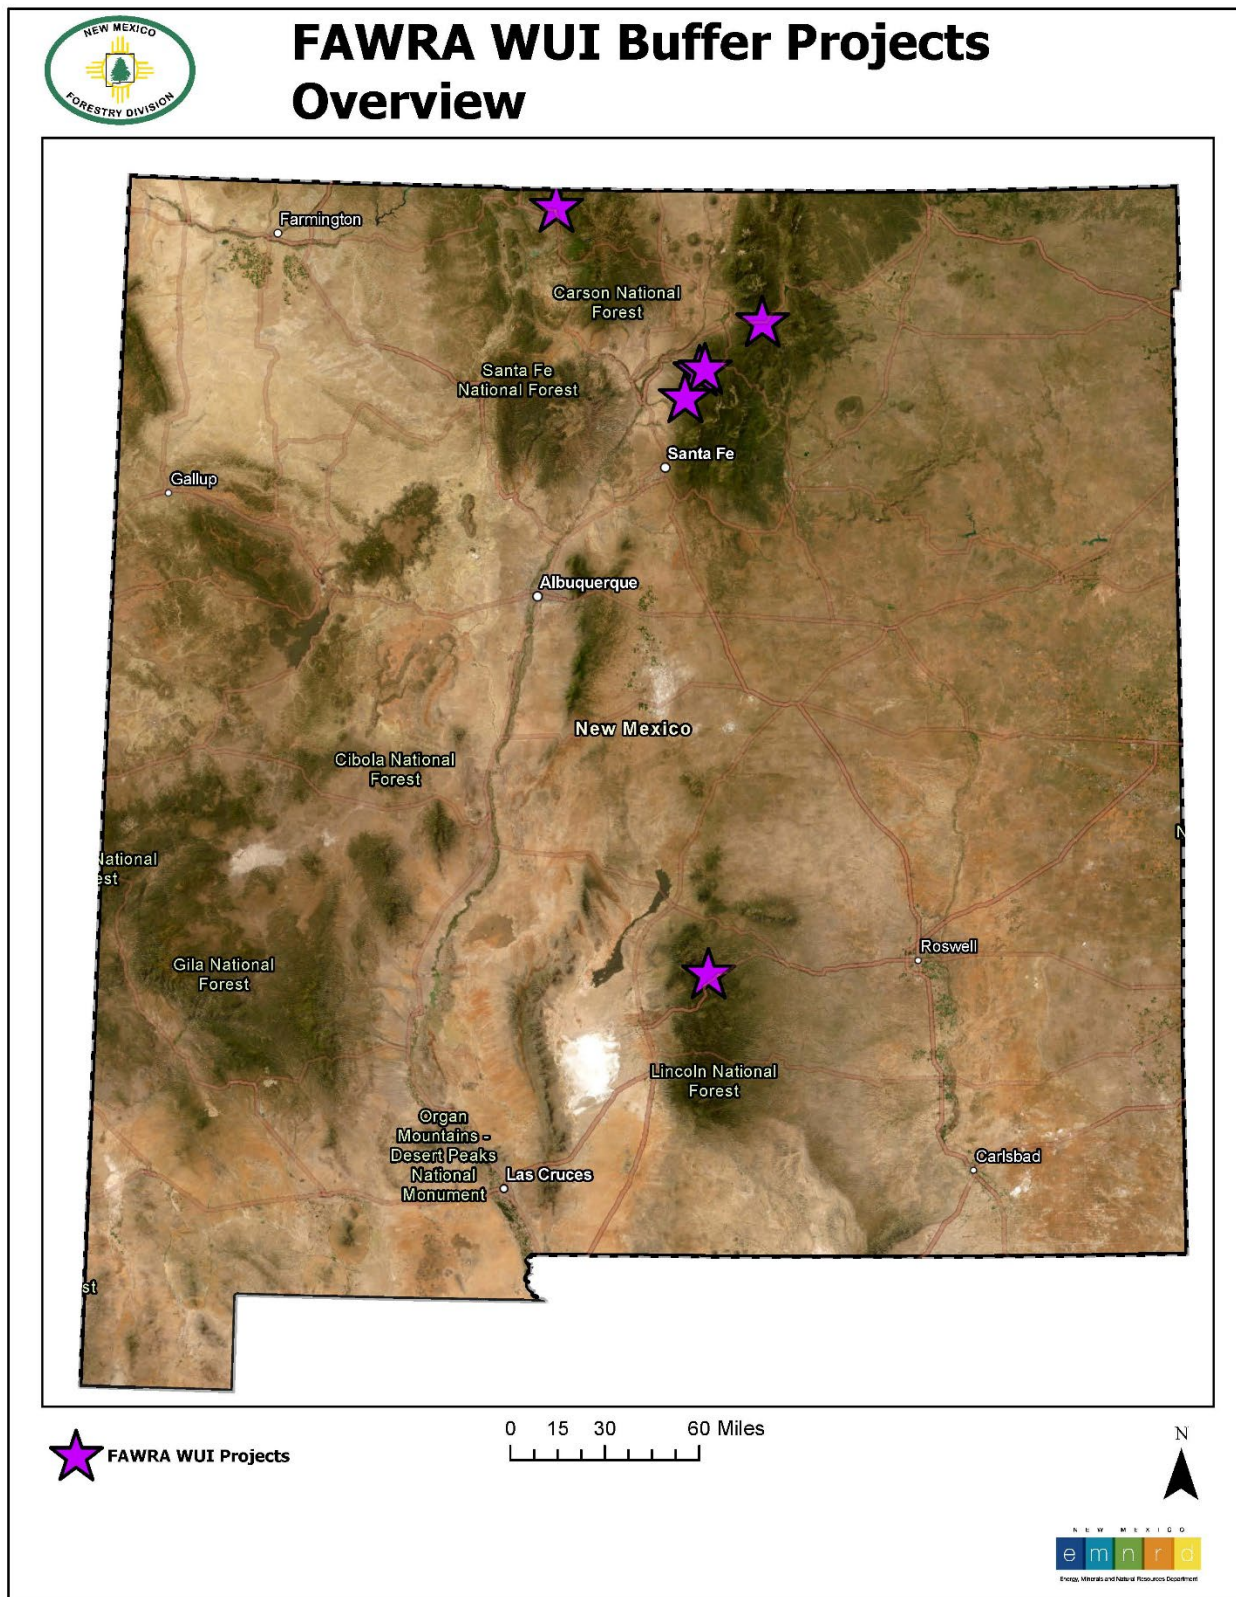 NEW MEXICO
FORESTRY DIVISION
FAWRA WUI Buffer Projects
Overview
Farmington
Carson National
Forest
Santa Fe
National Forest
Santa Fe
Gallup
Albuquerque
New Mexico
Cibola National
Forest
National
est
N
Gila National
Forest
Roswell
Lincoln National
Forest
Organ
Mountains -
Desert Peaks
National
Monument
Las Cruces
Carlsbad
st
0 15 30 60 Miles
FAWRA WUI Projects
N
NEW MEXICO
emnrd
Energy, Minerals and Natural Resources Department